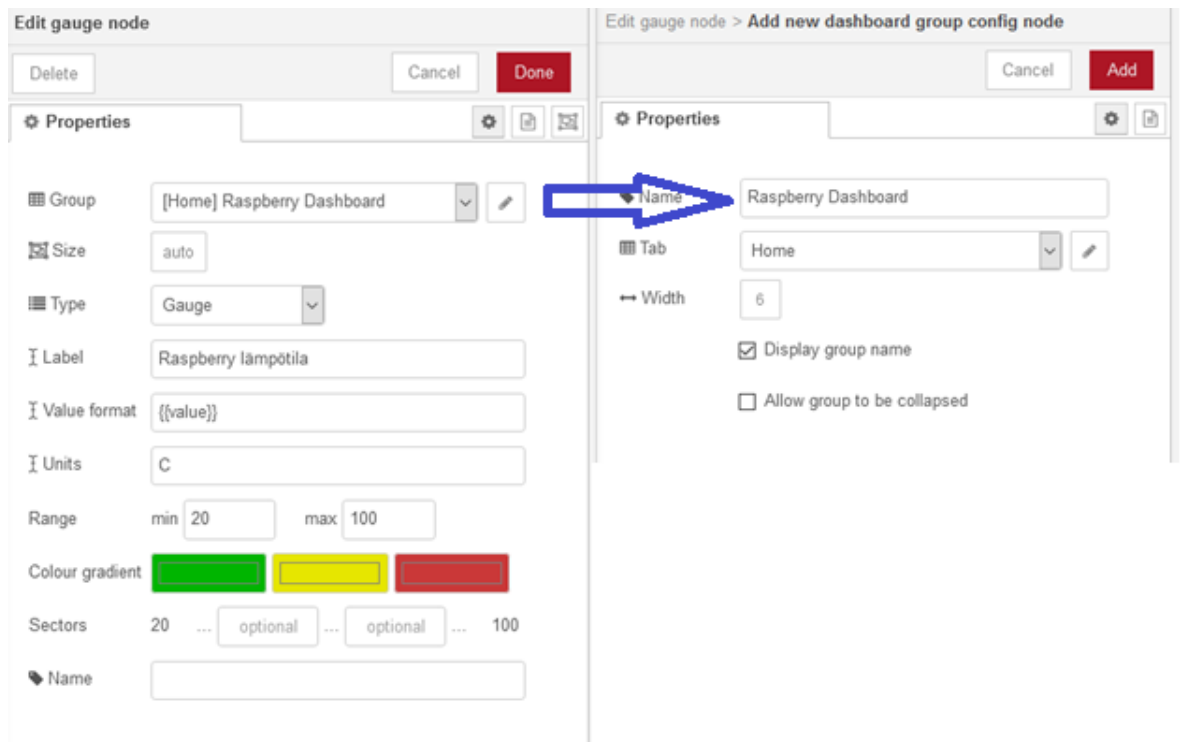 Edit gauge node
Delete
Cancel
Done
Properties
Group
[Home] Raspberry Dashboard
Size
auto
Type
Gauge
Label
Raspberry lämpötila
Value format
{{value}}
Units
C
Range
min 20
max 100
Colour gradient
Sectors
20 ... optional ... optional ... 100
Name
Edit gauge node > Add new dashboard group config node
Cancel
Add
Properties
Name
Raspberry Dashboard
Tab
Home
Width
6
Display group name
Allow group to be collapsed